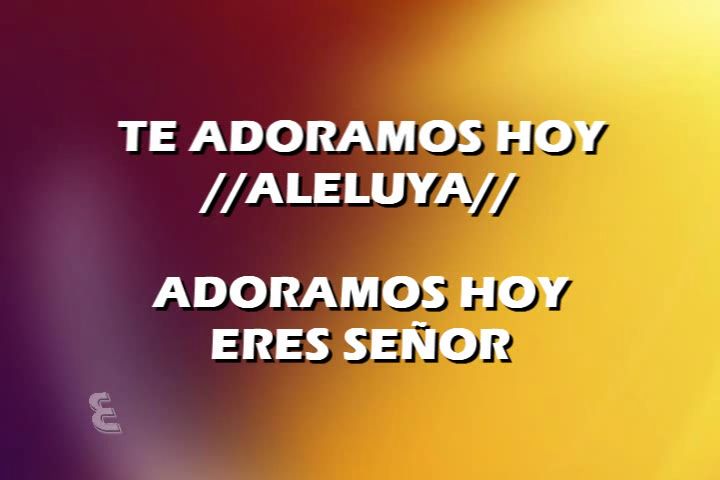 TE ADORAMOS HOY
//ALELUYA//
ADORAMOS HOY
ERES SEÑOR